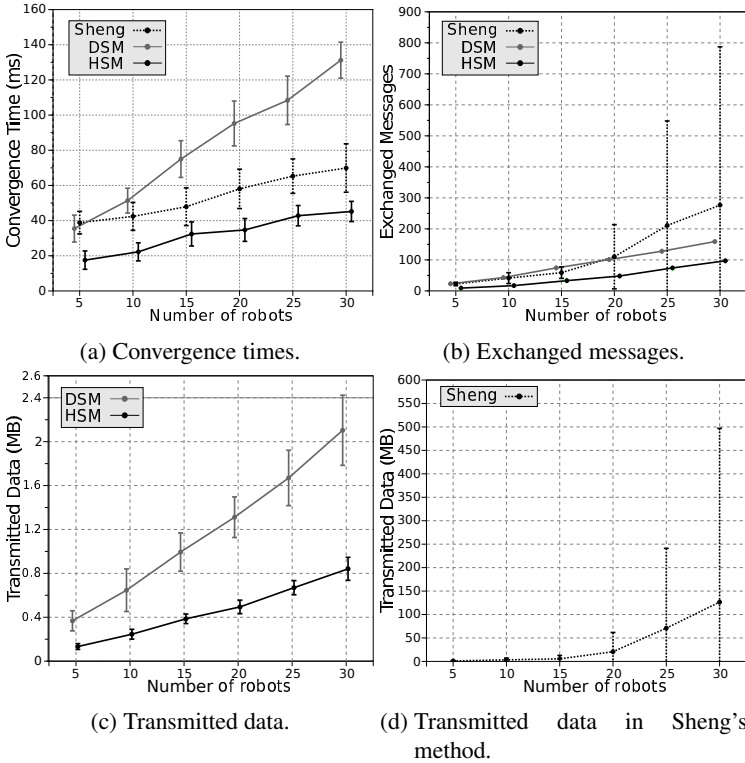 160
140
120
100
80
60
40
20
0
Convergence Time (ms)
Sheng
DSM
HSM
5 10 15 20 25 30
Number of robots
(a) Convergence times.
900
800
700
600
500
400
300
200
100
0
Exchanged Messages
Sheng
DSM
HSM
5 10 15 20 25 30
Number of robots
(b) Exchanged messages.
2.6
2.4
2
1.6
1.2
0.8
0.4
0
Transmitted Data (MB)
DSM
HSM
5 10 15 20 25 30
Number of robots
(c) Transmitted data.
600
550
500
450
400
350
300
250
200
150
100
50
0
Transmitted Data (MB)
Sheng
5 10 15 20 25 30
Number of robots
(d) Transmitted data in Sheng's
method.